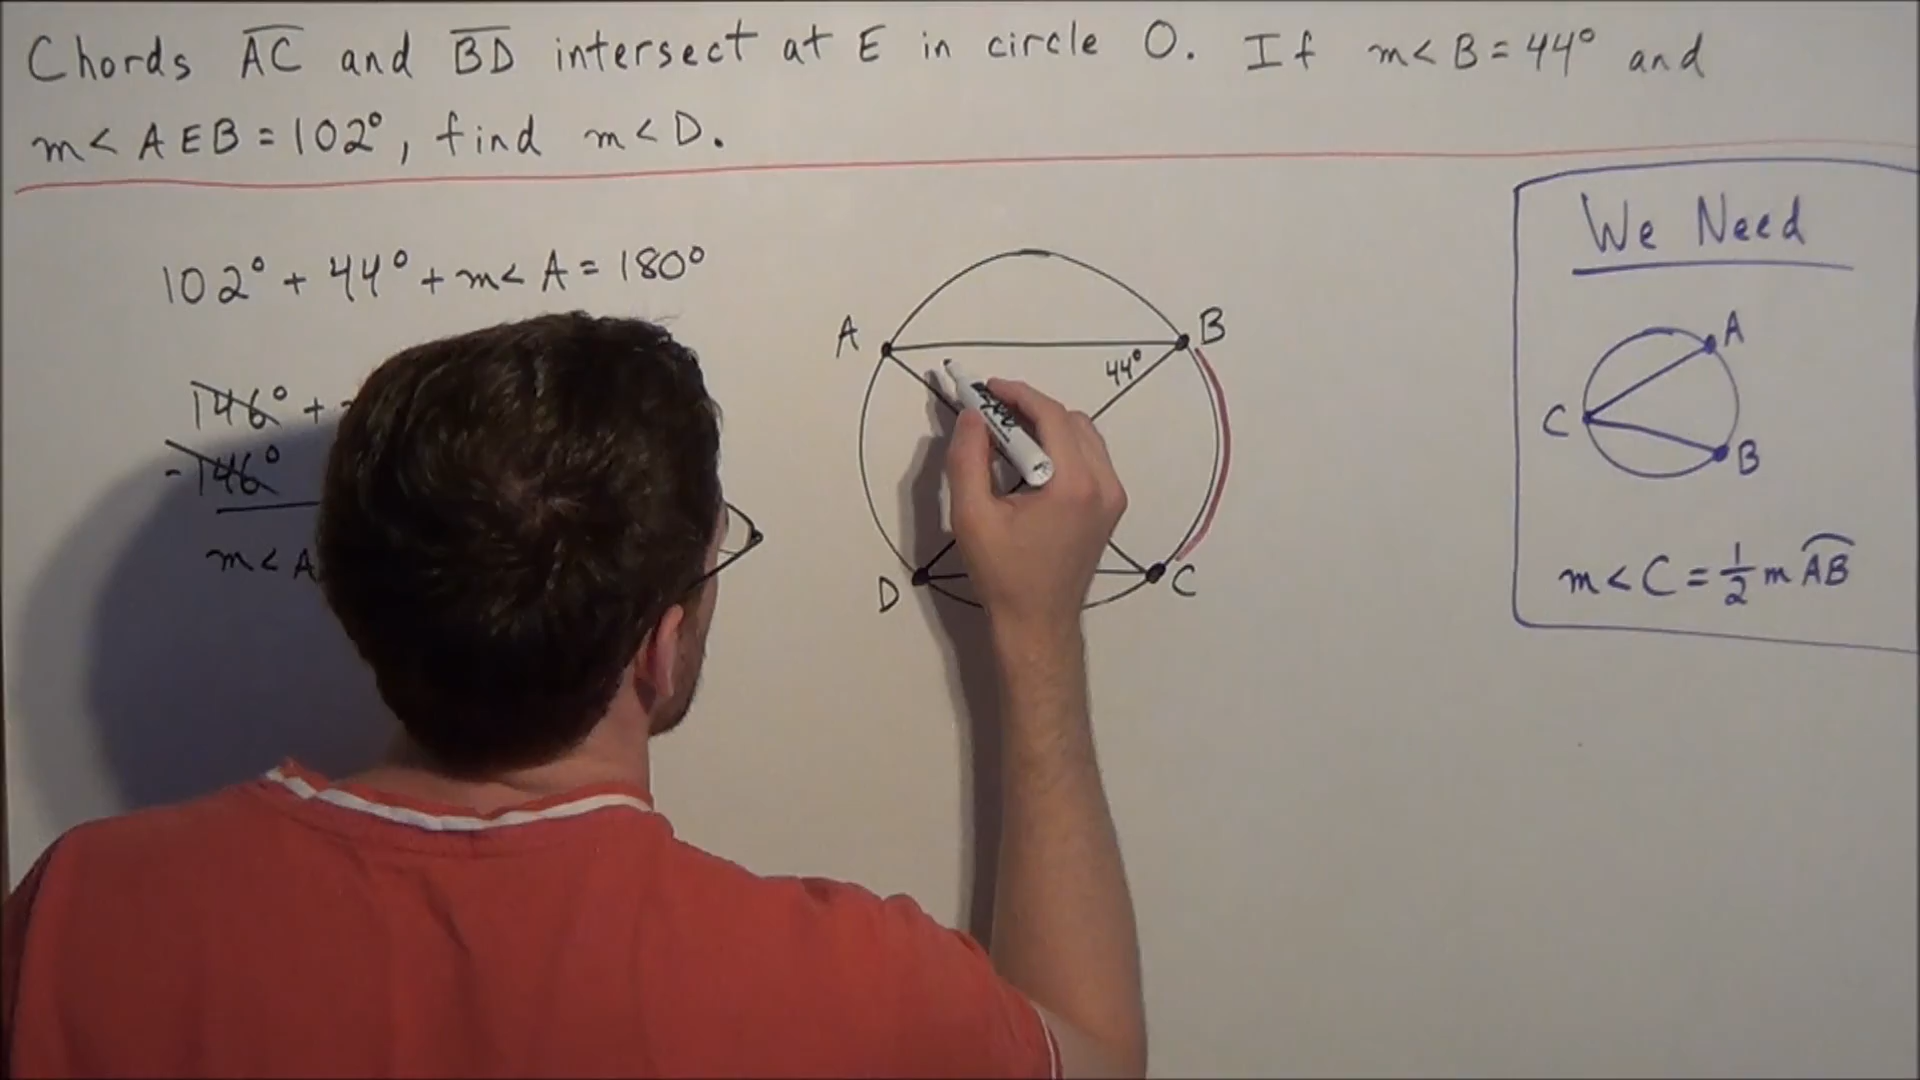 Chords AC and BD intersect at E in circle O. If m< B = 44° and
m< AEB = 102°, find m< D.
102° + 44° + m< A = 180°
146° +
-146°
m< A
A
B
44°
D
C
We Need
A
C
B
m< C = 1/2 m AB